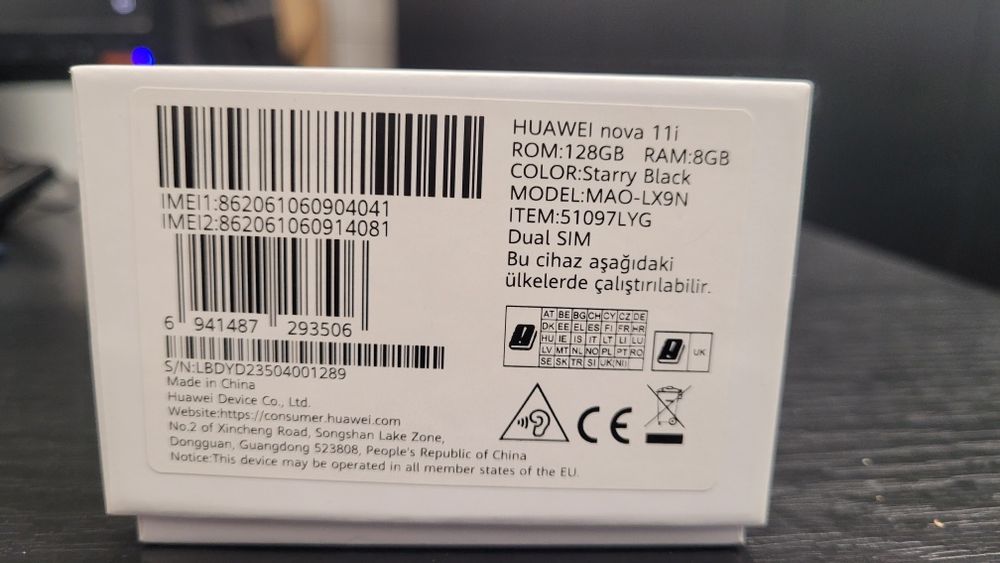 IMEI1:862061060904041
IMEI2:862061060914081
6 941487 293506
S/N:LBDYD23504001289
Made in China
Huawei Device Co., Ltd.
Website:https://consumer.huawei.com
No.2 of Xincheng Road, Songshan Lake Zone,
Dongguan, Guangdong 523808, People's Republic of China
Notice:This device may be operated in all member states of the EU.
HUAWEI nova 11i
ROM:128GB RAM:8GB
COLOR:Starry Black
MODEL:MAO-LX9N
ITEM:51097LYG
Dual SIM
Bu cihaz aşağıdaki
ülkelerde çalıştırılabilir.
AT BE BG CH CY CZ DE
DK EE EL ES FI FR HR
HU IE IS IT LT LI LU
LV MT NL NO PL PT RO
SE SK TR SI UK(NI)
UK
CE